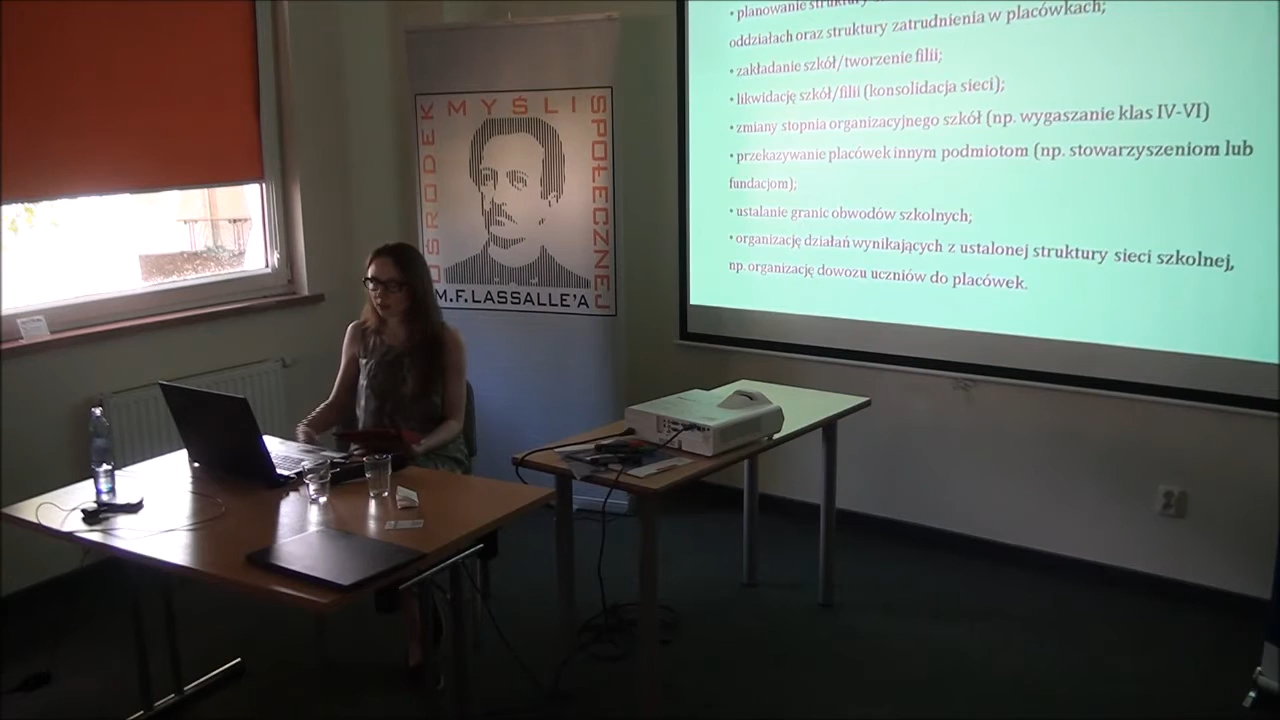 OŚRODEK
MYŚLI
SPOŁECZNEJ
M.F.LASSALLE'A
• planowanie
oddziałach oraz struktury zatrudnienia w placówkach;
• zakładanie szkół/tworzenie filii;
• likwidację szkół/filii (konsolidacja sieci);
• zmiany stopnia organizacyjnego szkół (np. wygaszanie klas IV-VI)
• przekazywanie placówek innym podmiotom (np. stowarzyszeniom lub
fundacjom);
• ustalanie granic obwodów szkolnych;
• organizację działań wynikających z ustalonej struktury sieci szkolnej,
np. organizację dowozu uczniów do placówek.